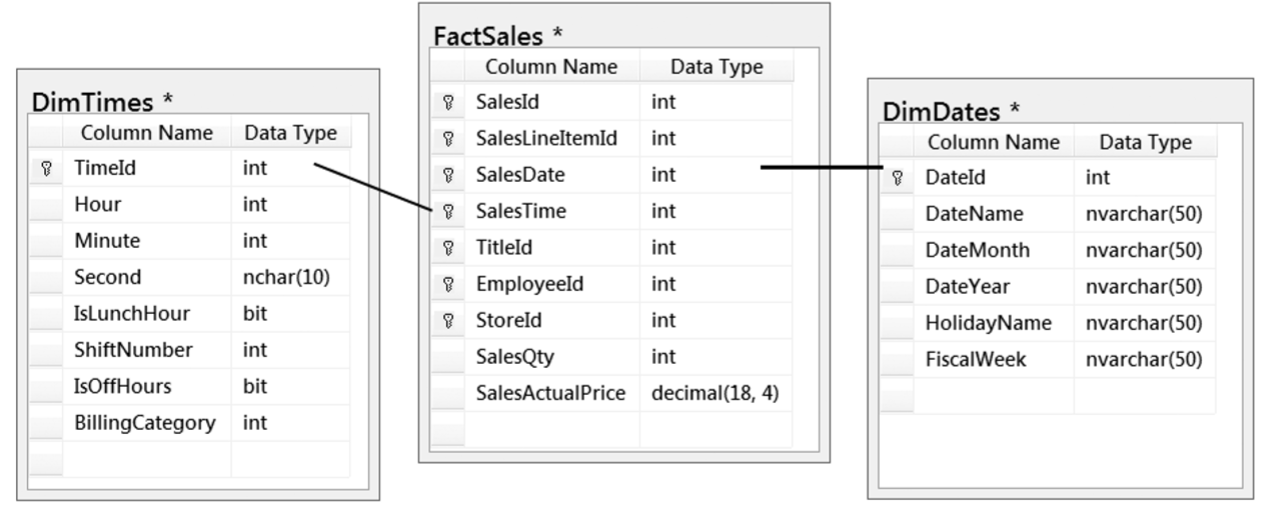 DimTimes *
Column Name Data Type
TimeId int
Hour int
Minute int
Second nchar(10)
IsLunchHour bit
ShiftNumber int
IsOffHours bit
BillingCategory int
FactSales *
Column Name Data Type
SalesId int
SalesLineItemId int
SalesDate int
SalesTime int
TitleId int
EmployeeId int
StoreId int
SalesQty int
SalesActualPrice decimal(18, 4)
DimDates *
Column Name Data Type
DateId int
DateName nvarchar(50)
DateMonth nvarchar(50)
DateYear nvarchar(50)
HolidayName nvarchar(50)
FiscalWeek nvarchar(50)